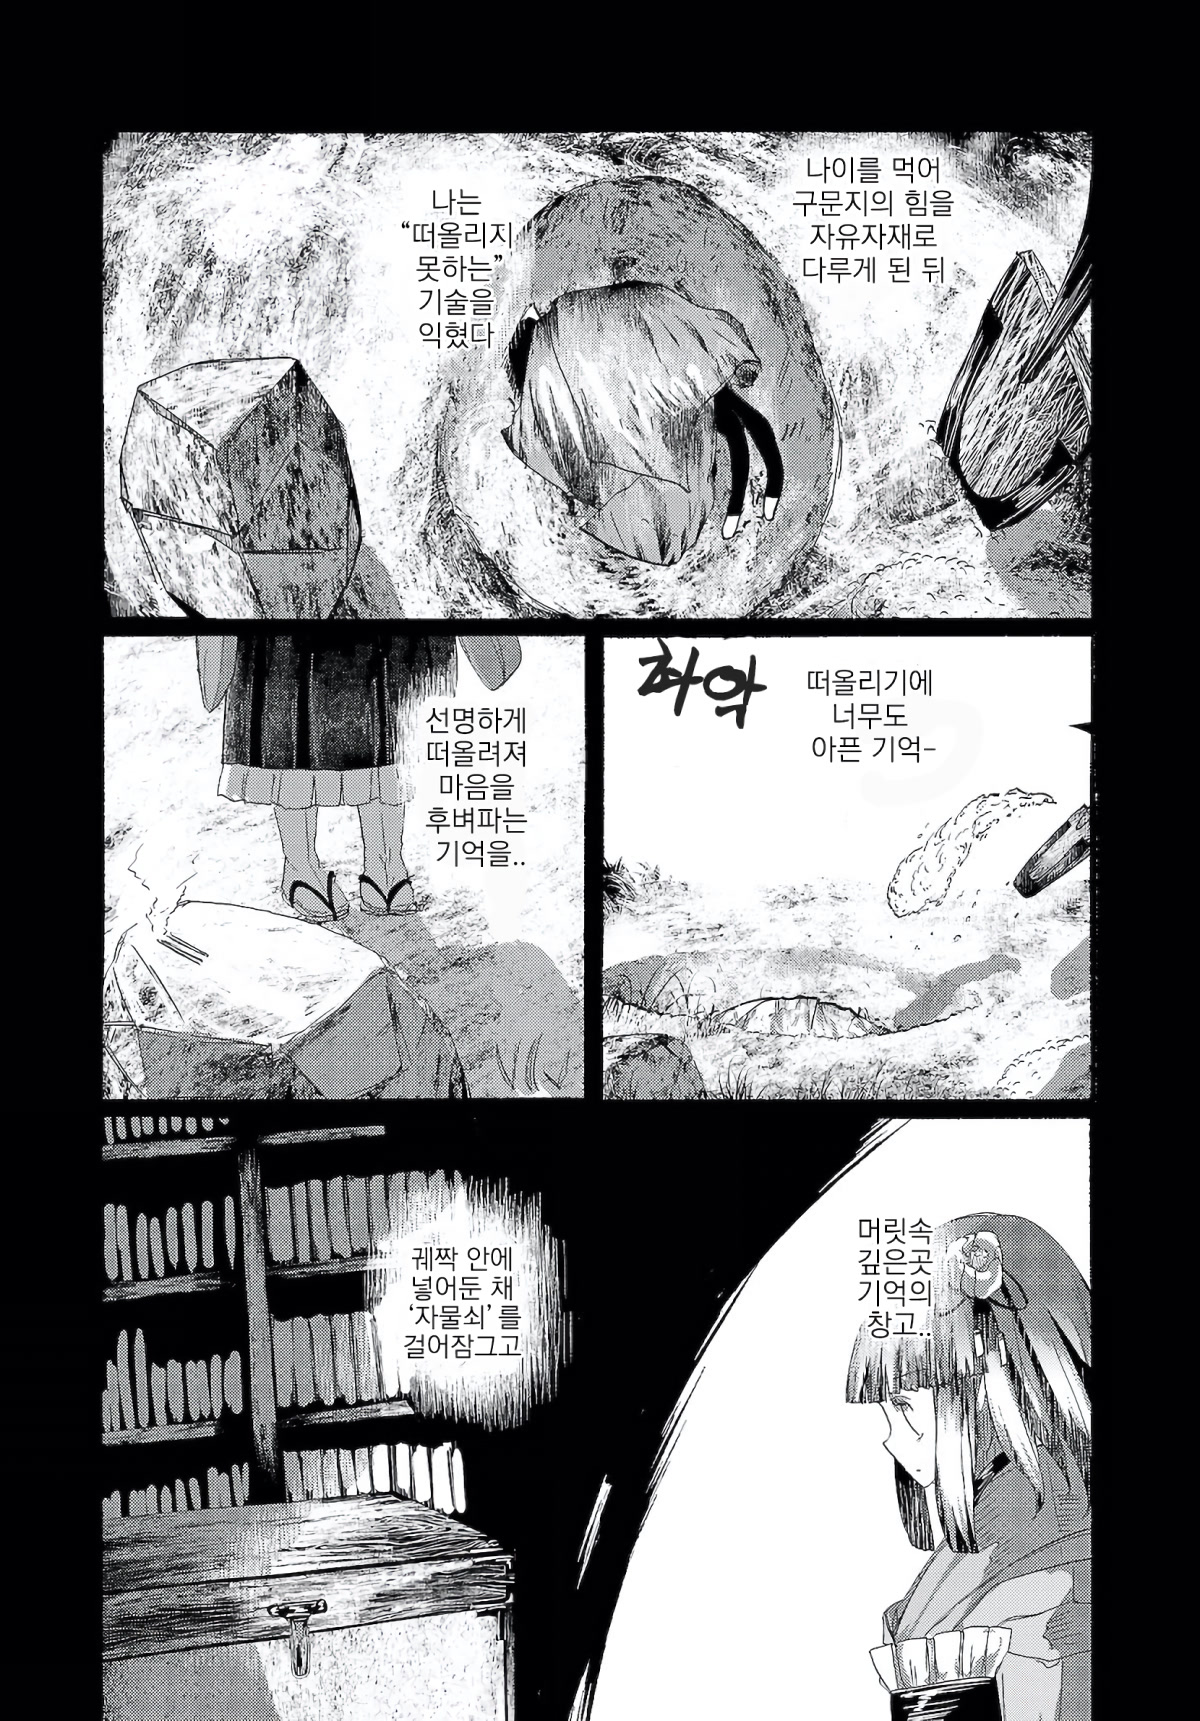 나이를 먹어
구문지의 힘을
자유자재로
다루게 된 뒤
나는
“떠올리지
못하는”
기술을
익혔다
떠올리기에
너무도
아픈 기억-
촤악
선명하게
떠올려져
마음을
후벼파는
기억을..
머릿속
깊은곳
기억의
창고..
궤짝 안에
넣어둔 채
‘자물쇠’를
걸어잠그고